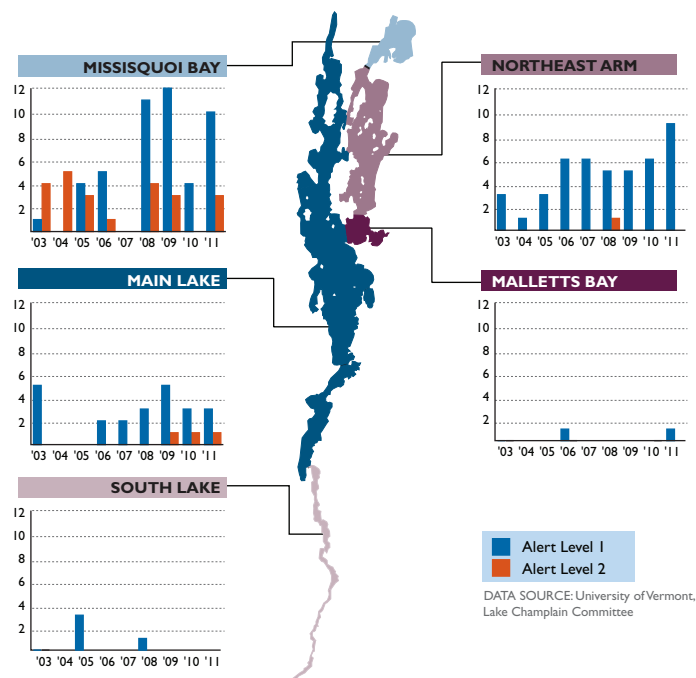 MISSISQUOI BAY
12
10
8
6
4
2
'03 '04 '05 '06 '07 '08 '09 '10 '11
NORTHEAST ARM
12
10
8
6
4
2
'03 '04 '05 '06 '07 '08 '09 '10 '11
MAIN LAKE
12
10
8
6
4
2
'03 '04 '05 '06 '07 '08 '09 '10 '11
MALLETTS BAY
12
10
8
6
4
2
'03 '04 '05 '06 '07 '08 '09 '10 '11
SOUTH LAKE
12
10
8
6
4
2
'03 '04 '05 '06 '07 '08 '09 '10 '11
Alert Level 1
Alert Level 2
DATA SOURCE: University of Vermont,
Lake Champlain Committee